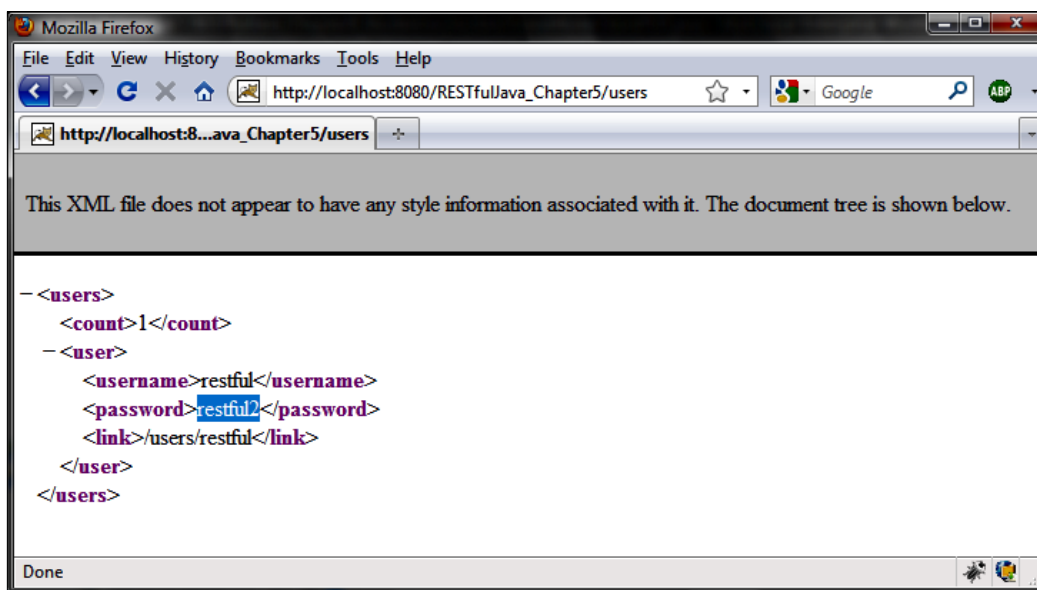 Mozilla Firefox
File Edit View History Bookmarks Tools Help
http://localhost:8080/RESTfulJava_Chapter5/users Google ABP
http://localhost:8...ava_Chapter5/users
This XML file does not appear to have any style information associated with it. The document tree is shown below.
−<users>
<count>1</count>
−<user>
<username>restful</username>
<password>restful2</password>
<link>/users/restful</link>
</user>
</users>
Done